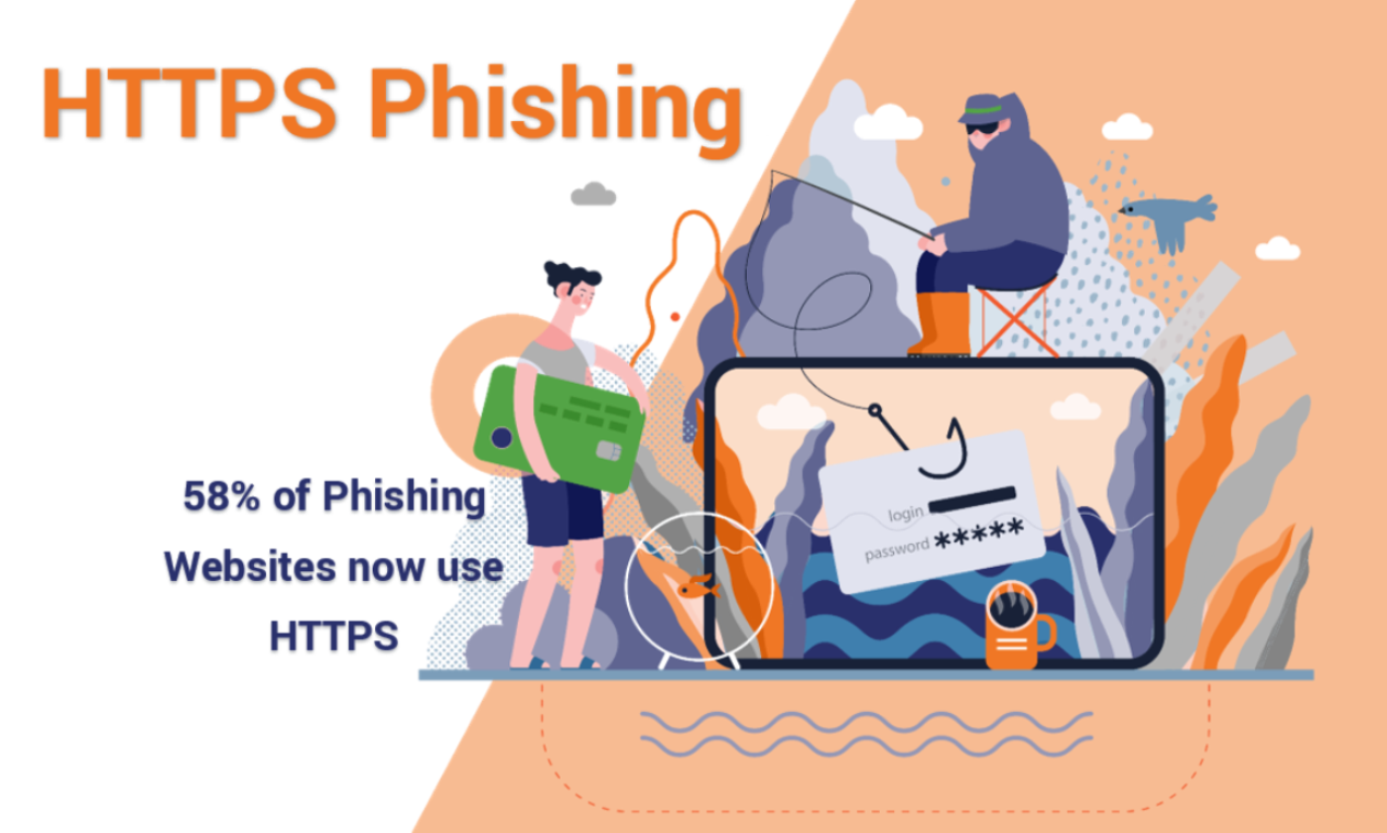 HTTPS Phishing
58% of Phishing
Websites now use
HTTPS
login
password *****